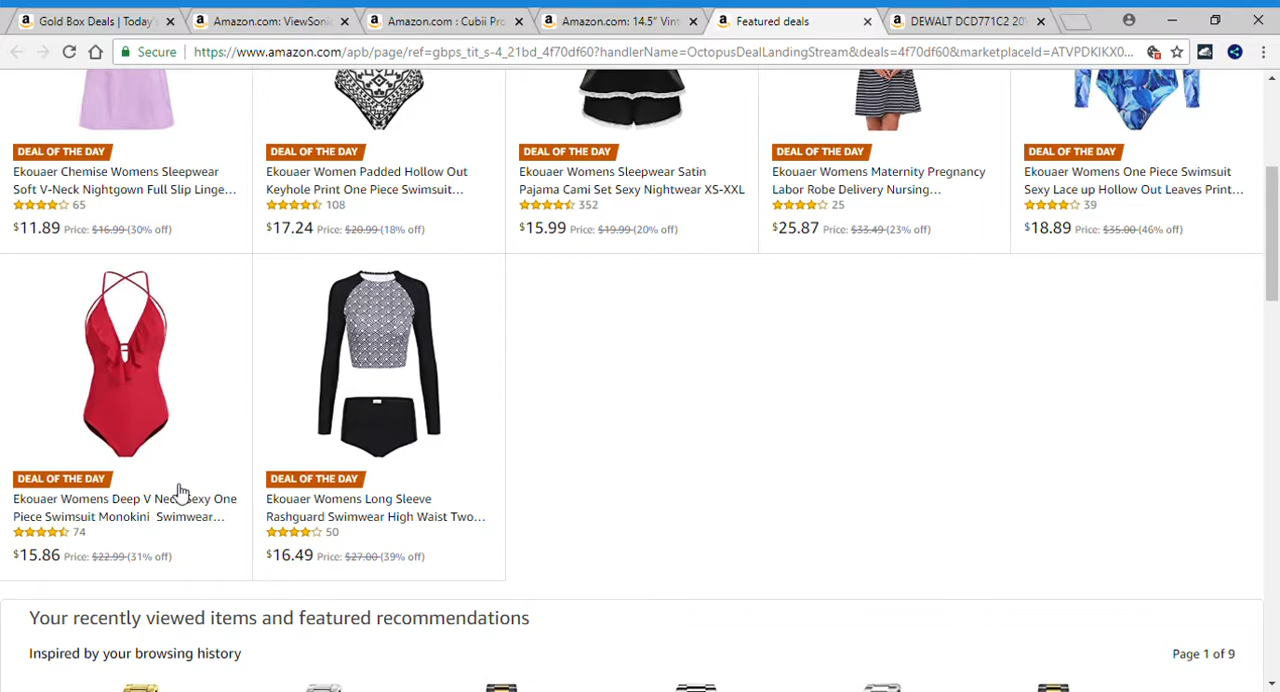 Gold Box Deals | Today's
Amazon.com: ViewSonic
Amazon.com : Cubii Pro
Amazon.com: 14.5" Vint
Featured deals
DEWALT DCD771C2 20V
Secure
https://www.amazon.com/apb/page/ref=gbps_tit_s-4_21bd_4f70df60?handlerName=OctopusDealLandingStream&deals=4f70df60&marketplaceId=ATVPDKIKX0...
DEAL OF THE DAY
Ekouaer Chemise Womens Sleepwear
Soft V-Neck Nightgown Full Slip Linge...
65
$11.89 Price: $16.99 (30% off)
DEAL OF THE DAY
Ekouaer Women Padded Hollow Out
Keyhole Print One Piece Swimsuit...
108
$17.24 Price: $20.99 (18% off)
DEAL OF THE DAY
Ekouaer Womens Sleepwear Satin
Pajama Cami Set Sexy Nightwear XS-XXL
352
$15.99 Price: $19.99 (20% off)
DEAL OF THE DAY
Ekouaer Womens Maternity Pregnancy
Labor Robe Delivery Nursing...
25
$25.87 Price: $33.49 (23% off)
DEAL OF THE DAY
Ekouaer Womens One Piece Swimsuit
Sexy Lace up Hollow Out Leaves Print...
39
$18.89 Price: $35.00 (46% off)
DEAL OF THE DAY
Ekouaer Womens Deep V Neck Sexy One
Piece Swimsuit Monokini Swimwear...
74
$15.86 Price: $22.99 (31% off)
DEAL OF THE DAY
Ekouaer Womens Long Sleeve
Rashguard Swimwear High Waist Two...
50
$16.49 Price: $27.00 (39% off)
Your recently viewed items and featured recommendations
Inspired by your browsing history
Page 1 of 9